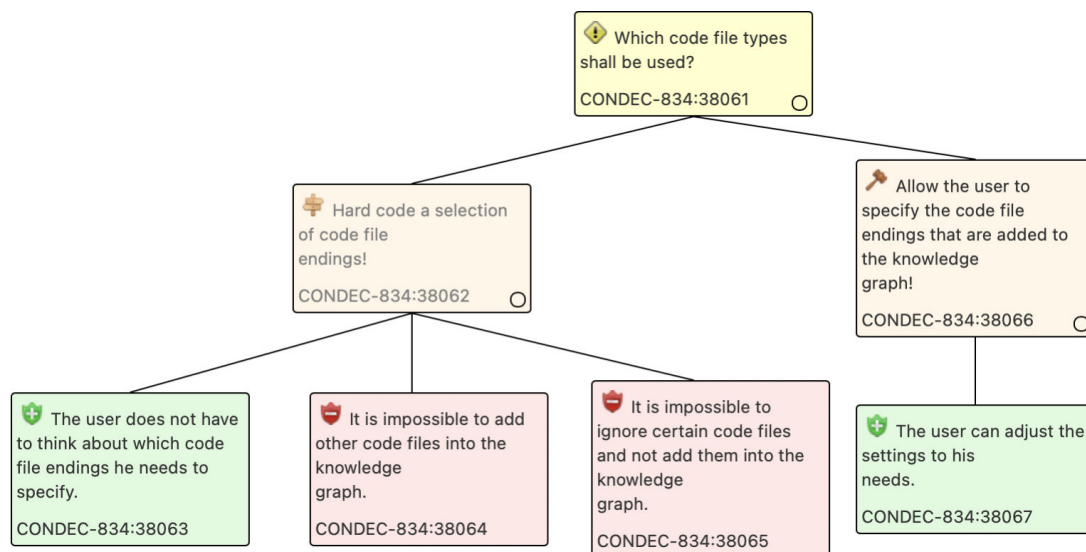 Which code file types
shall be used?
CONDEC-834:38061
Hard code a selection
of code file
endings!
CONDEC-834:38062
Allow the user to
specify the code file
endings that are added to
the knowledge
graph!
CONDEC-834:38066
The user does not have
to think about which code
file endings he needs to
specify.
CONDEC-834:38063
It is impossible to add
other code files into the
knowledge
graph.
CONDEC-834:38064
It is impossible to
ignore certain code files
and not add them into the
knowledge
graph.
CONDEC-834:38065
The user can adjust the
settings to his
needs.
CONDEC-834:38067